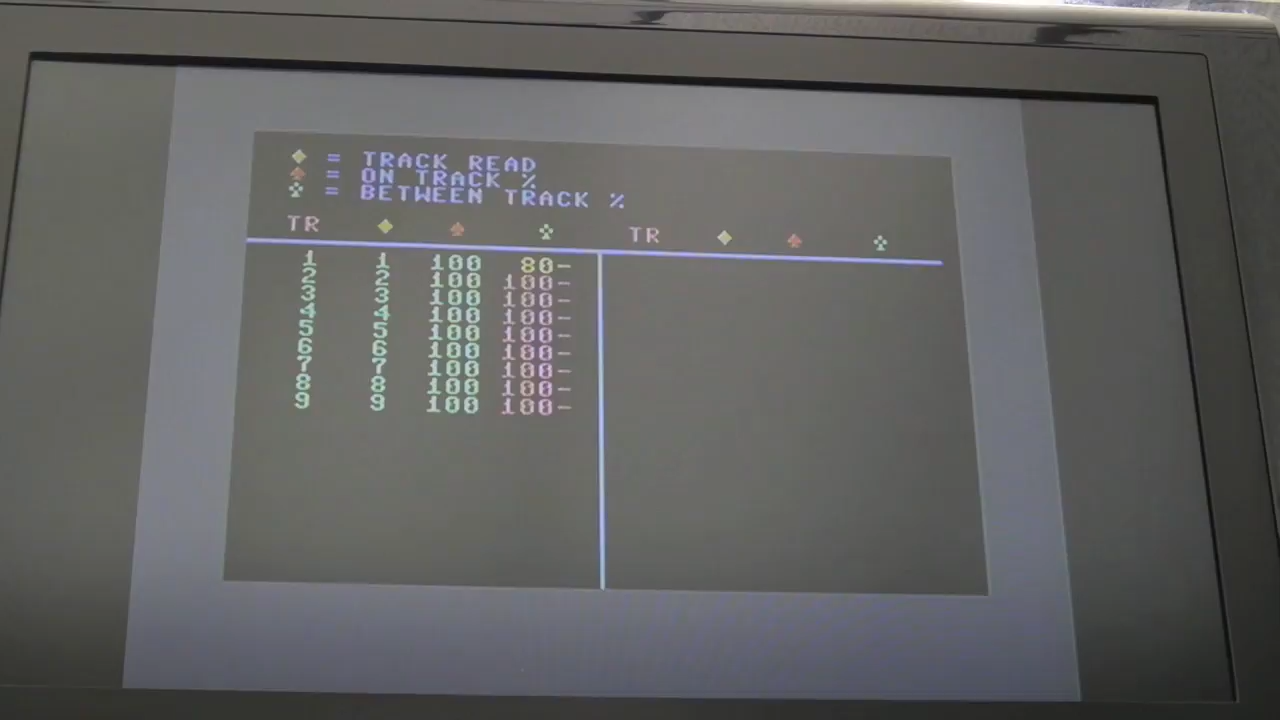 ♦ = TRACK READ
♠ = ON TRACK %
♣ = BETWEEN TRACK %
TR ♦ ♠ ♣ TR ♦ ♠ ♣
1 1 100 80-
2 2 100 100-
3 3 100 100-
4 4 100 100-
5 5 100 100-
6 6 100 100-
7 7 100 100-
8 8 100 100-
9 9 100 100-